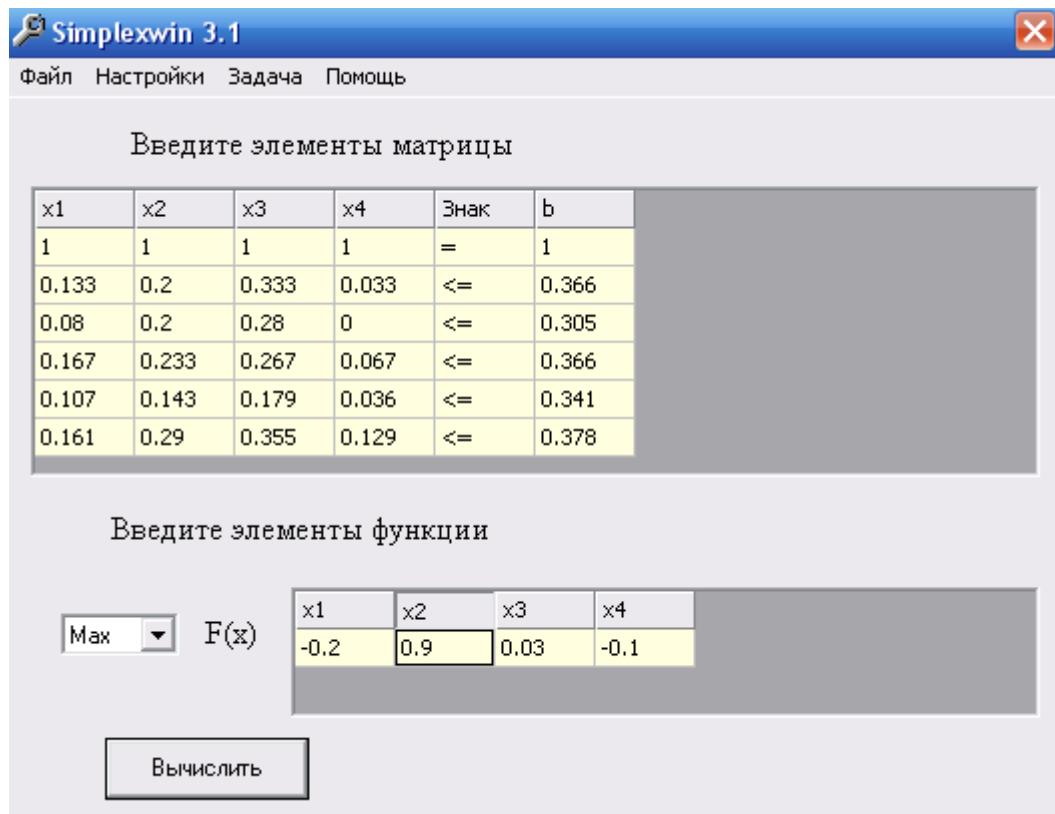 Simplexwin 3.1
Файл Настройки Задача Помощь
Введите элементы матрицы
x1 x2 x3 x4 Знак b
1 1 1 1 = 1
0.133 0.2 0.333 0.033 <= 0.366
0.08 0.2 0.28 0 <= 0.305
0.167 0.233 0.267 0.067 <= 0.366
0.107 0.143 0.179 0.036 <= 0.341
0.161 0.29 0.355 0.129 <= 0.378
Введите элементы функции
x1 x2 x3 x4
Max F(x) -0.2 0.9 0.03 -0.1
Вычислить